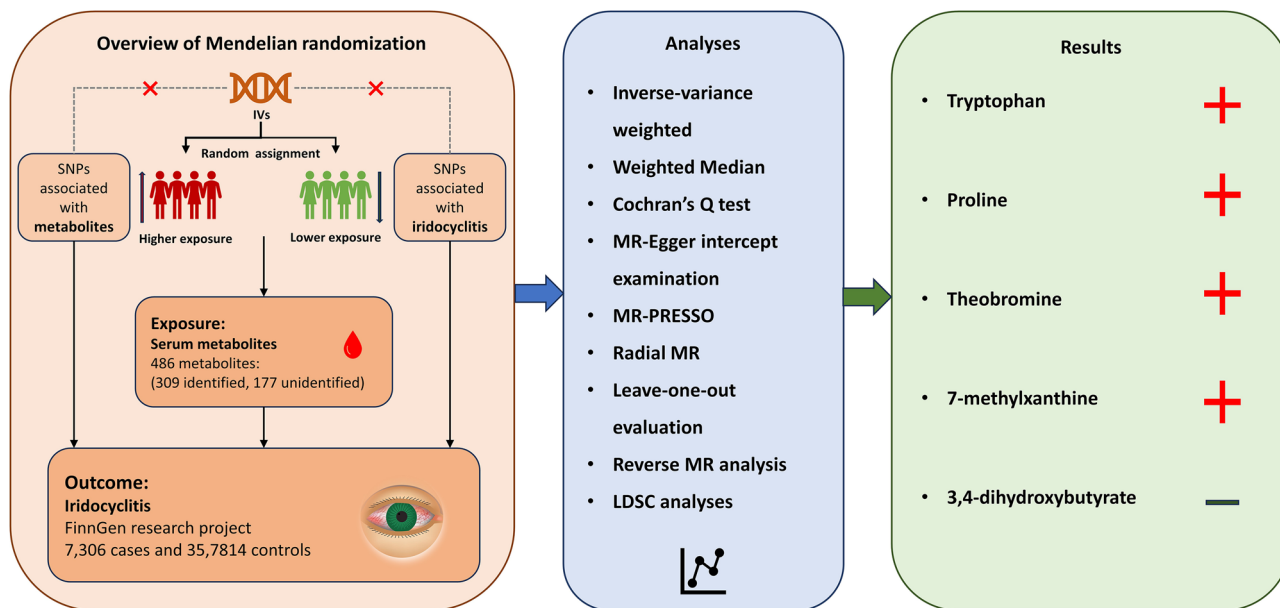 Overview of Mendelian randomization
IVs
Random assignment
SNPs
associated
with
metabolites
Higher exposure
Lower exposure
SNPs
associated
with
iridocyclitis
Exposure:
Serum metabolites
486 metabolites:
(309 identified, 177 unidentified)
Outcome:
Iridocyclitis
FinnGen research project
7,306 cases and 35,7814 controls
Analyses
• Inverse-variance
weighted
• Weighted Median
• Cochran’s Q test
• MR-Egger intercept
examination
• MR-PRESSO
• Radial MR
• Leave-one-out
evaluation
• Reverse MR analysis
• LDSC analyses
Results
• Tryptophan +
• Proline +
• Theobromine +
• 7-methylxanthine +
• 3,4-dihydroxybutyrate −